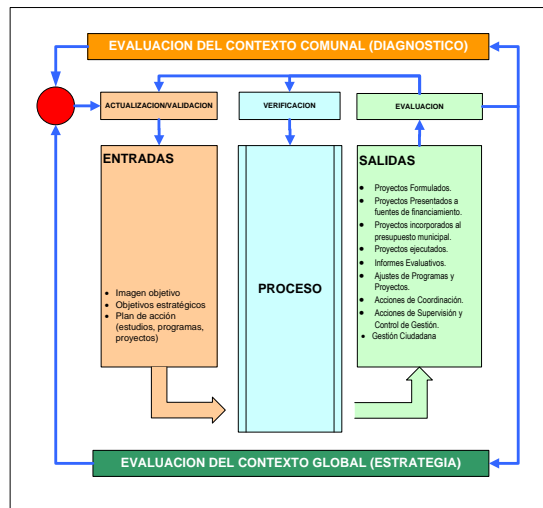 EVALUACION DEL CONTEXTO COMUNAL (DIAGNOSTICO)
ACTUALIZACION/VALIDACION
VERIFICACION
EVALUACION
ENTRADAS
• Imagen objetivo
• Objetivos estratégicos
• Plan de acción
(estudios, programas,
proyectos)
PROCESO
SALIDAS
• Proyectos Formulados.
• Proyectos Presentados a
fuentes de financiamiento.
• Proyectos incorporados al
presupuesto municipal.
• Proyectos ejecutados.
• Informes Evaluativos.
• Ajustes de Programas y
Proyectos.
• Acciones de Coordinación.
• Acciones de Supervisión y
Control de Gestión.
• Gestión Ciudadana
EVALUACION DEL CONTEXTO GLOBAL (ESTRATEGIA)